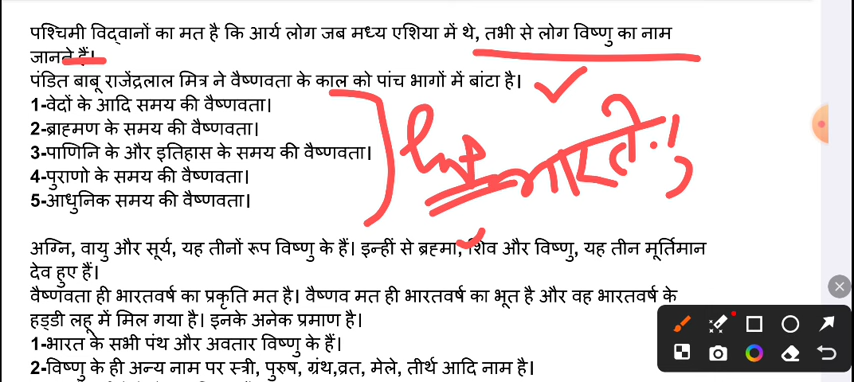 पश्चिमी विद्वानों का मत है कि आर्य लोग जब मध्य एशिया में थे, तभी से लोग विष्णु का नाम
जानते हैं।
पंडित बाबू राजेंद्रलाल मित्र ने वैष्णवता के काल को पांच भागों में बांटा है।
1-वेदों के आदि समय की वैष्णवता।
2-ब्राह्मण के समय की वैष्णवता।
3-पाणिनि के और इतिहास के समय की वैष्णवता।
4-पुराणो के समय की वैष्णवता।
5-आधुनिक समय की वैष्णवता।
अग्नि, वायु और सूर्य, यह तीनों रूप विष्णु के हैं। इन्हीं से ब्रह्मा, शिव और विष्णु, यह तीन मूर्तिमान
देव हुए हैं।
वैष्णवता ही भारतवर्ष का प्रकृति मत है। वैष्णव मत ही भारतवर्ष का भूत है और वह भारतवर्ष के
हड्डी लहू में मिल गया है। इनके अनेक प्रमाण है।
1-भारत के सभी पंथ और अवतार विष्णु के हैं।
2-विष्णु के ही अन्य नाम पर स्त्री, पुरुष, ग्रंथ,व्रत, मेले, तीर्थ आदि नाम है।